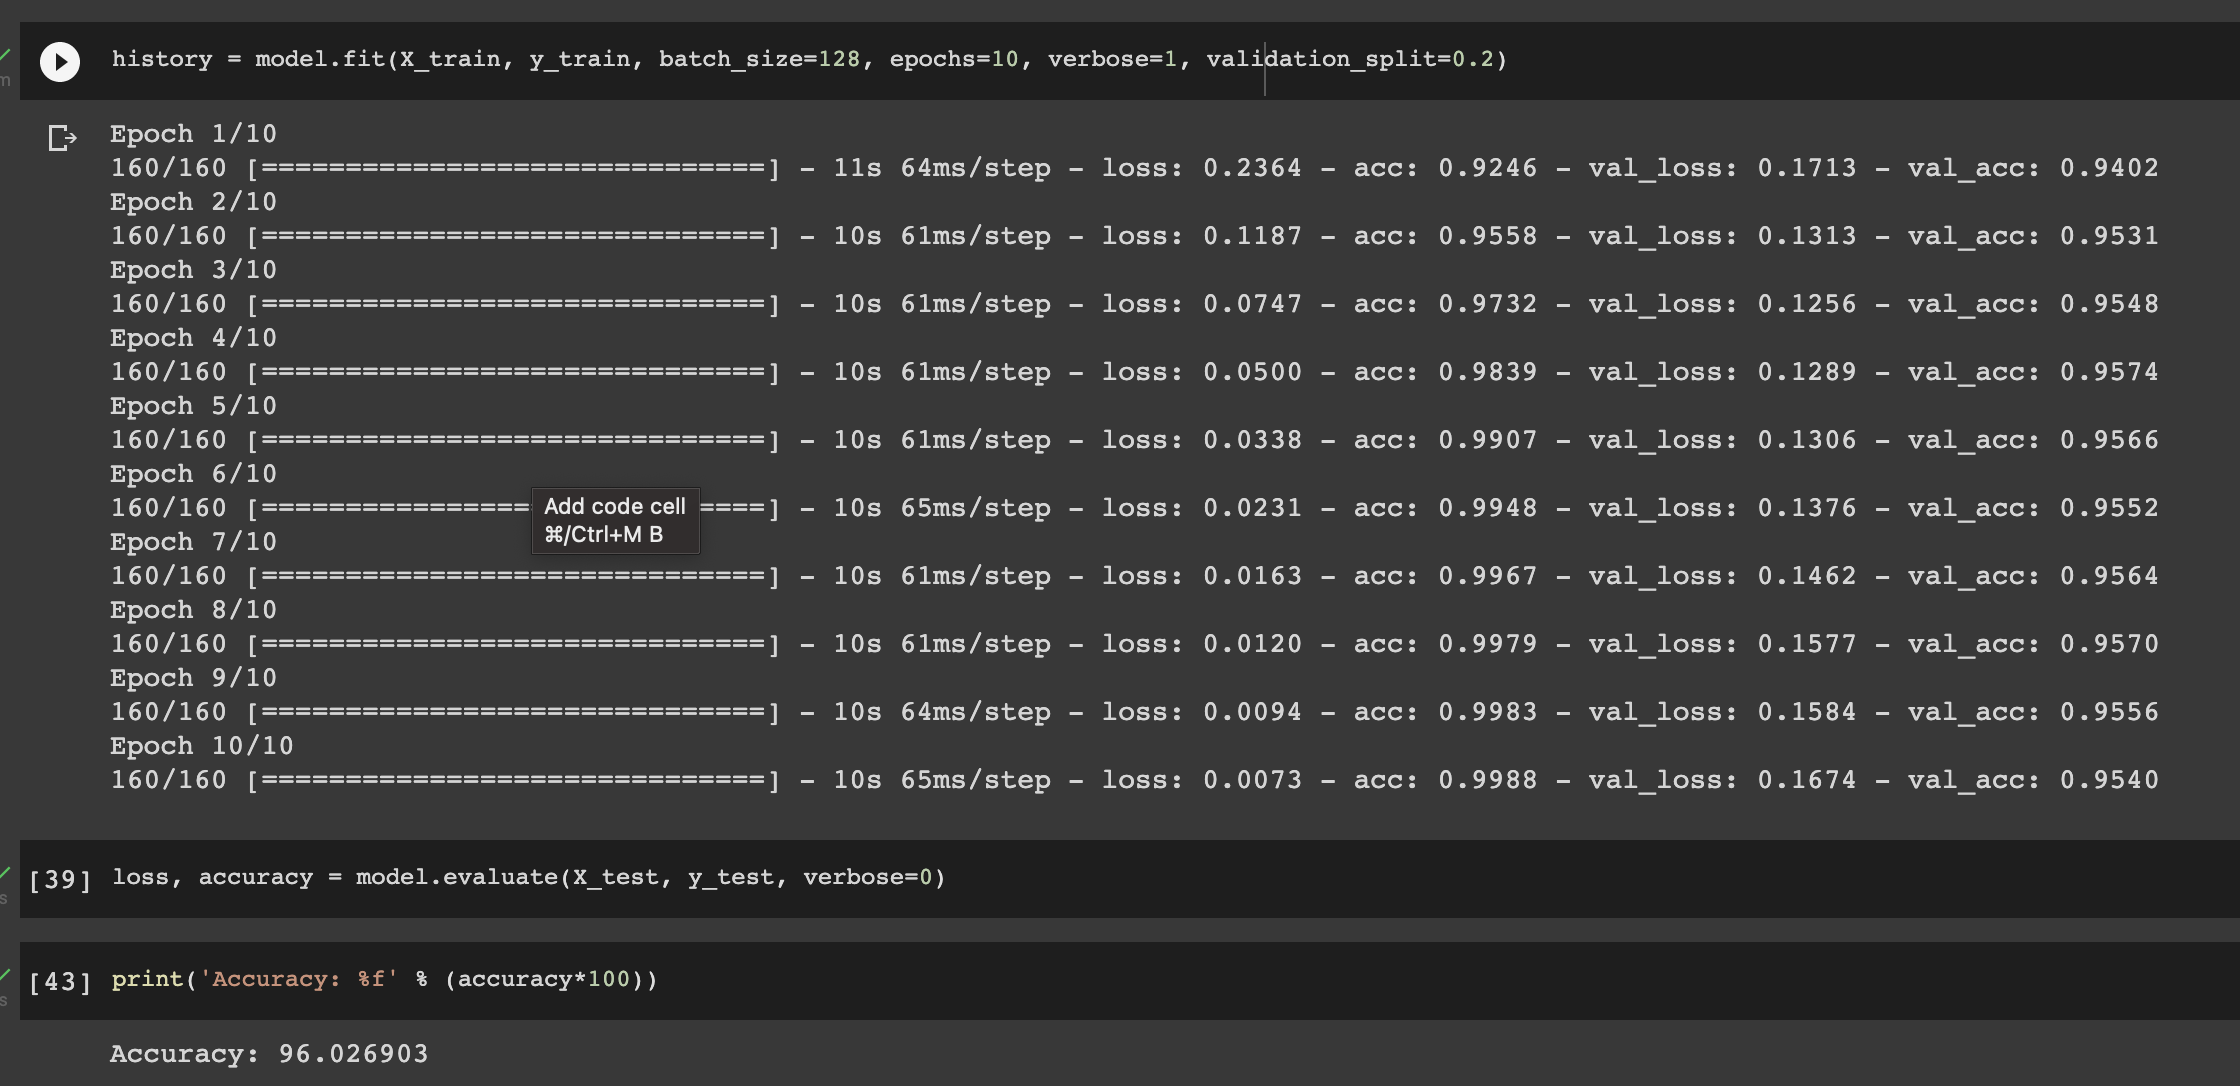 history = model.fit(X_train, y_train, batch_size=128, epochs=10, verbose=1, validation_split=0.2)
m
Epoch 1/10
160/160 [==============================] - 11s 64ms/step - loss: 0.2364 - acc: 0.9246 - val_loss: 0.1713 - val_acc: 0.9402
Epoch 2/10
160/160 [==============================] - 10s 61ms/step - loss: 0.1187 - acc: 0.9558 - val_loss: 0.1313 - val_acc: 0.9531
Epoch 3/10
160/160 [==============================] - 10s 61ms/step - loss: 0.0747 - acc: 0.9732 - val_loss: 0.1256 - val_acc: 0.9548
Epoch 4/10
160/160 [==============================] - 10s 61ms/step - loss: 0.0500 - acc: 0.9839 - val_loss: 0.1289 - val_acc: 0.9574
Epoch 5/10
160/160 [==============================] - 10s 61ms/step - loss: 0.0338 - acc: 0.9907 - val_loss: 0.1306 - val_acc: 0.9566
Epoch 6/10
160/160 [================ ====] - 10s 65ms/step - loss: 0.0231 - acc: 0.9948 - val_loss: 0.1376 - val_acc: 0.9552
Add code cell
⌘/Ctrl+M B
Epoch 7/10
160/160 [==============================] - 10s 61ms/step - loss: 0.0163 - acc: 0.9967 - val_loss: 0.1462 - val_acc: 0.9564
Epoch 8/10
160/160 [==============================] - 10s 61ms/step - loss: 0.0120 - acc: 0.9979 - val_loss: 0.1577 - val_acc: 0.9570
Epoch 9/10
160/160 [==============================] - 10s 64ms/step - loss: 0.0094 - acc: 0.9983 - val_loss: 0.1584 - val_acc: 0.9556
Epoch 10/10
160/160 [==============================] - 10s 65ms/step - loss: 0.0073 - acc: 0.9988 - val_loss: 0.1674 - val_acc: 0.9540
[39] loss, accuracy = model.evaluate(X_test, y_test, verbose=0)
s
[43] print('Accuracy: %f' % (accuracy*100))
s
Accuracy: 96.026903